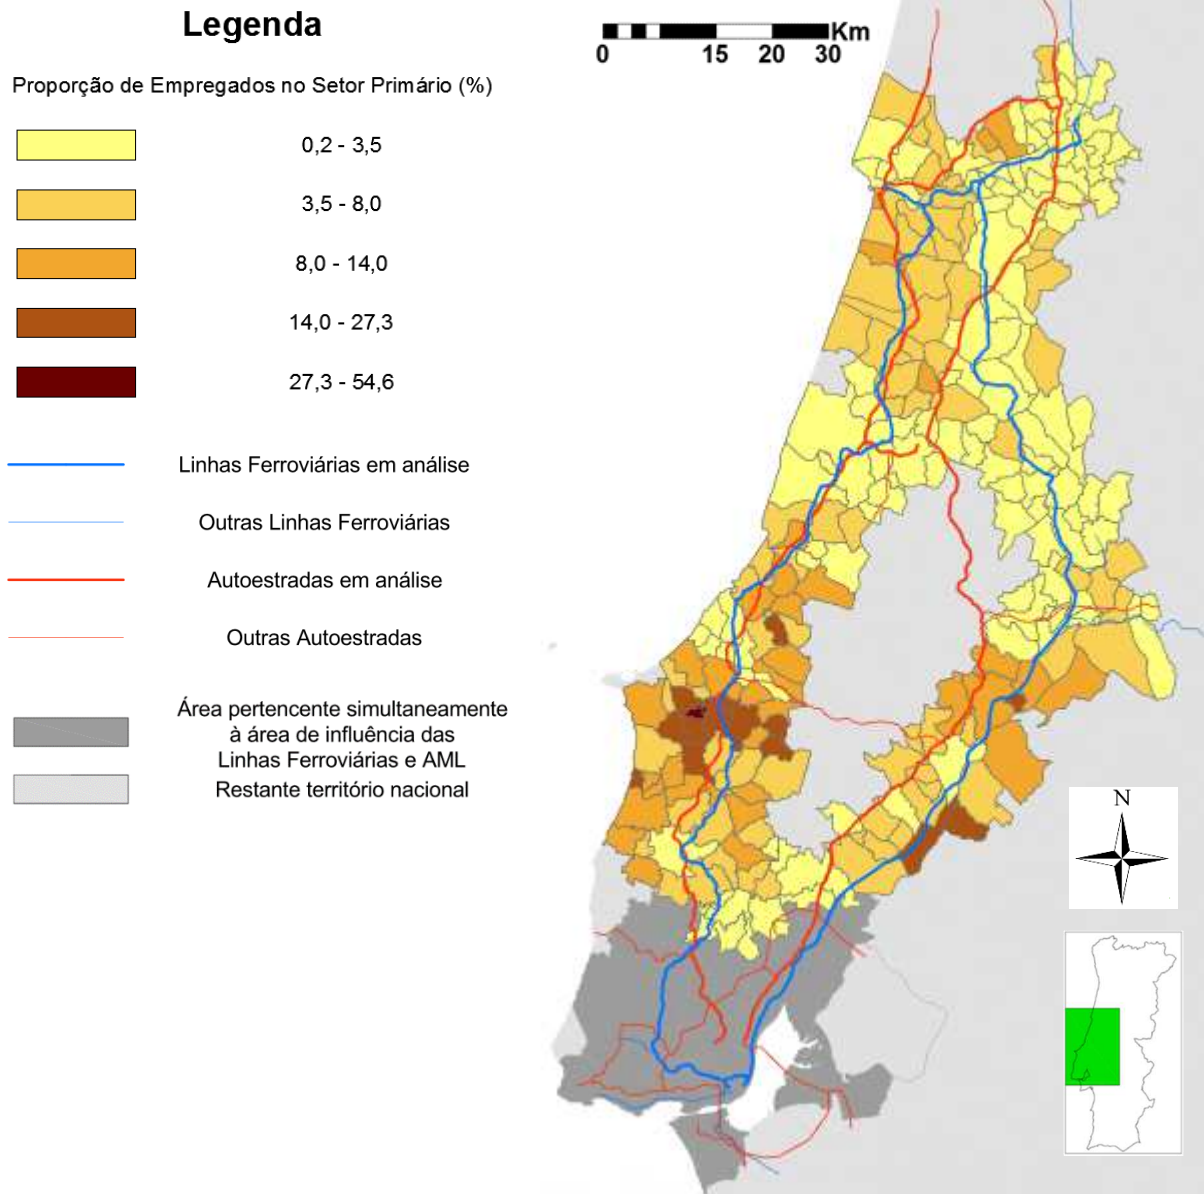 Legenda
Proporção de Empregados no Setor Primário (%)
0,2 - 3,5
3,5 - 8,0
8,0 - 14,0
14,0 - 27,3
27,3 - 54,6
Linhas Ferroviárias em análise
Outras Linhas Ferroviárias
Autoestradas em análise
Outras Autoestradas
Área pertencente simultaneamente
à área de influência das
Linhas Ferroviárias e AML
Restante território nacional
Km
0 15 20 30
N